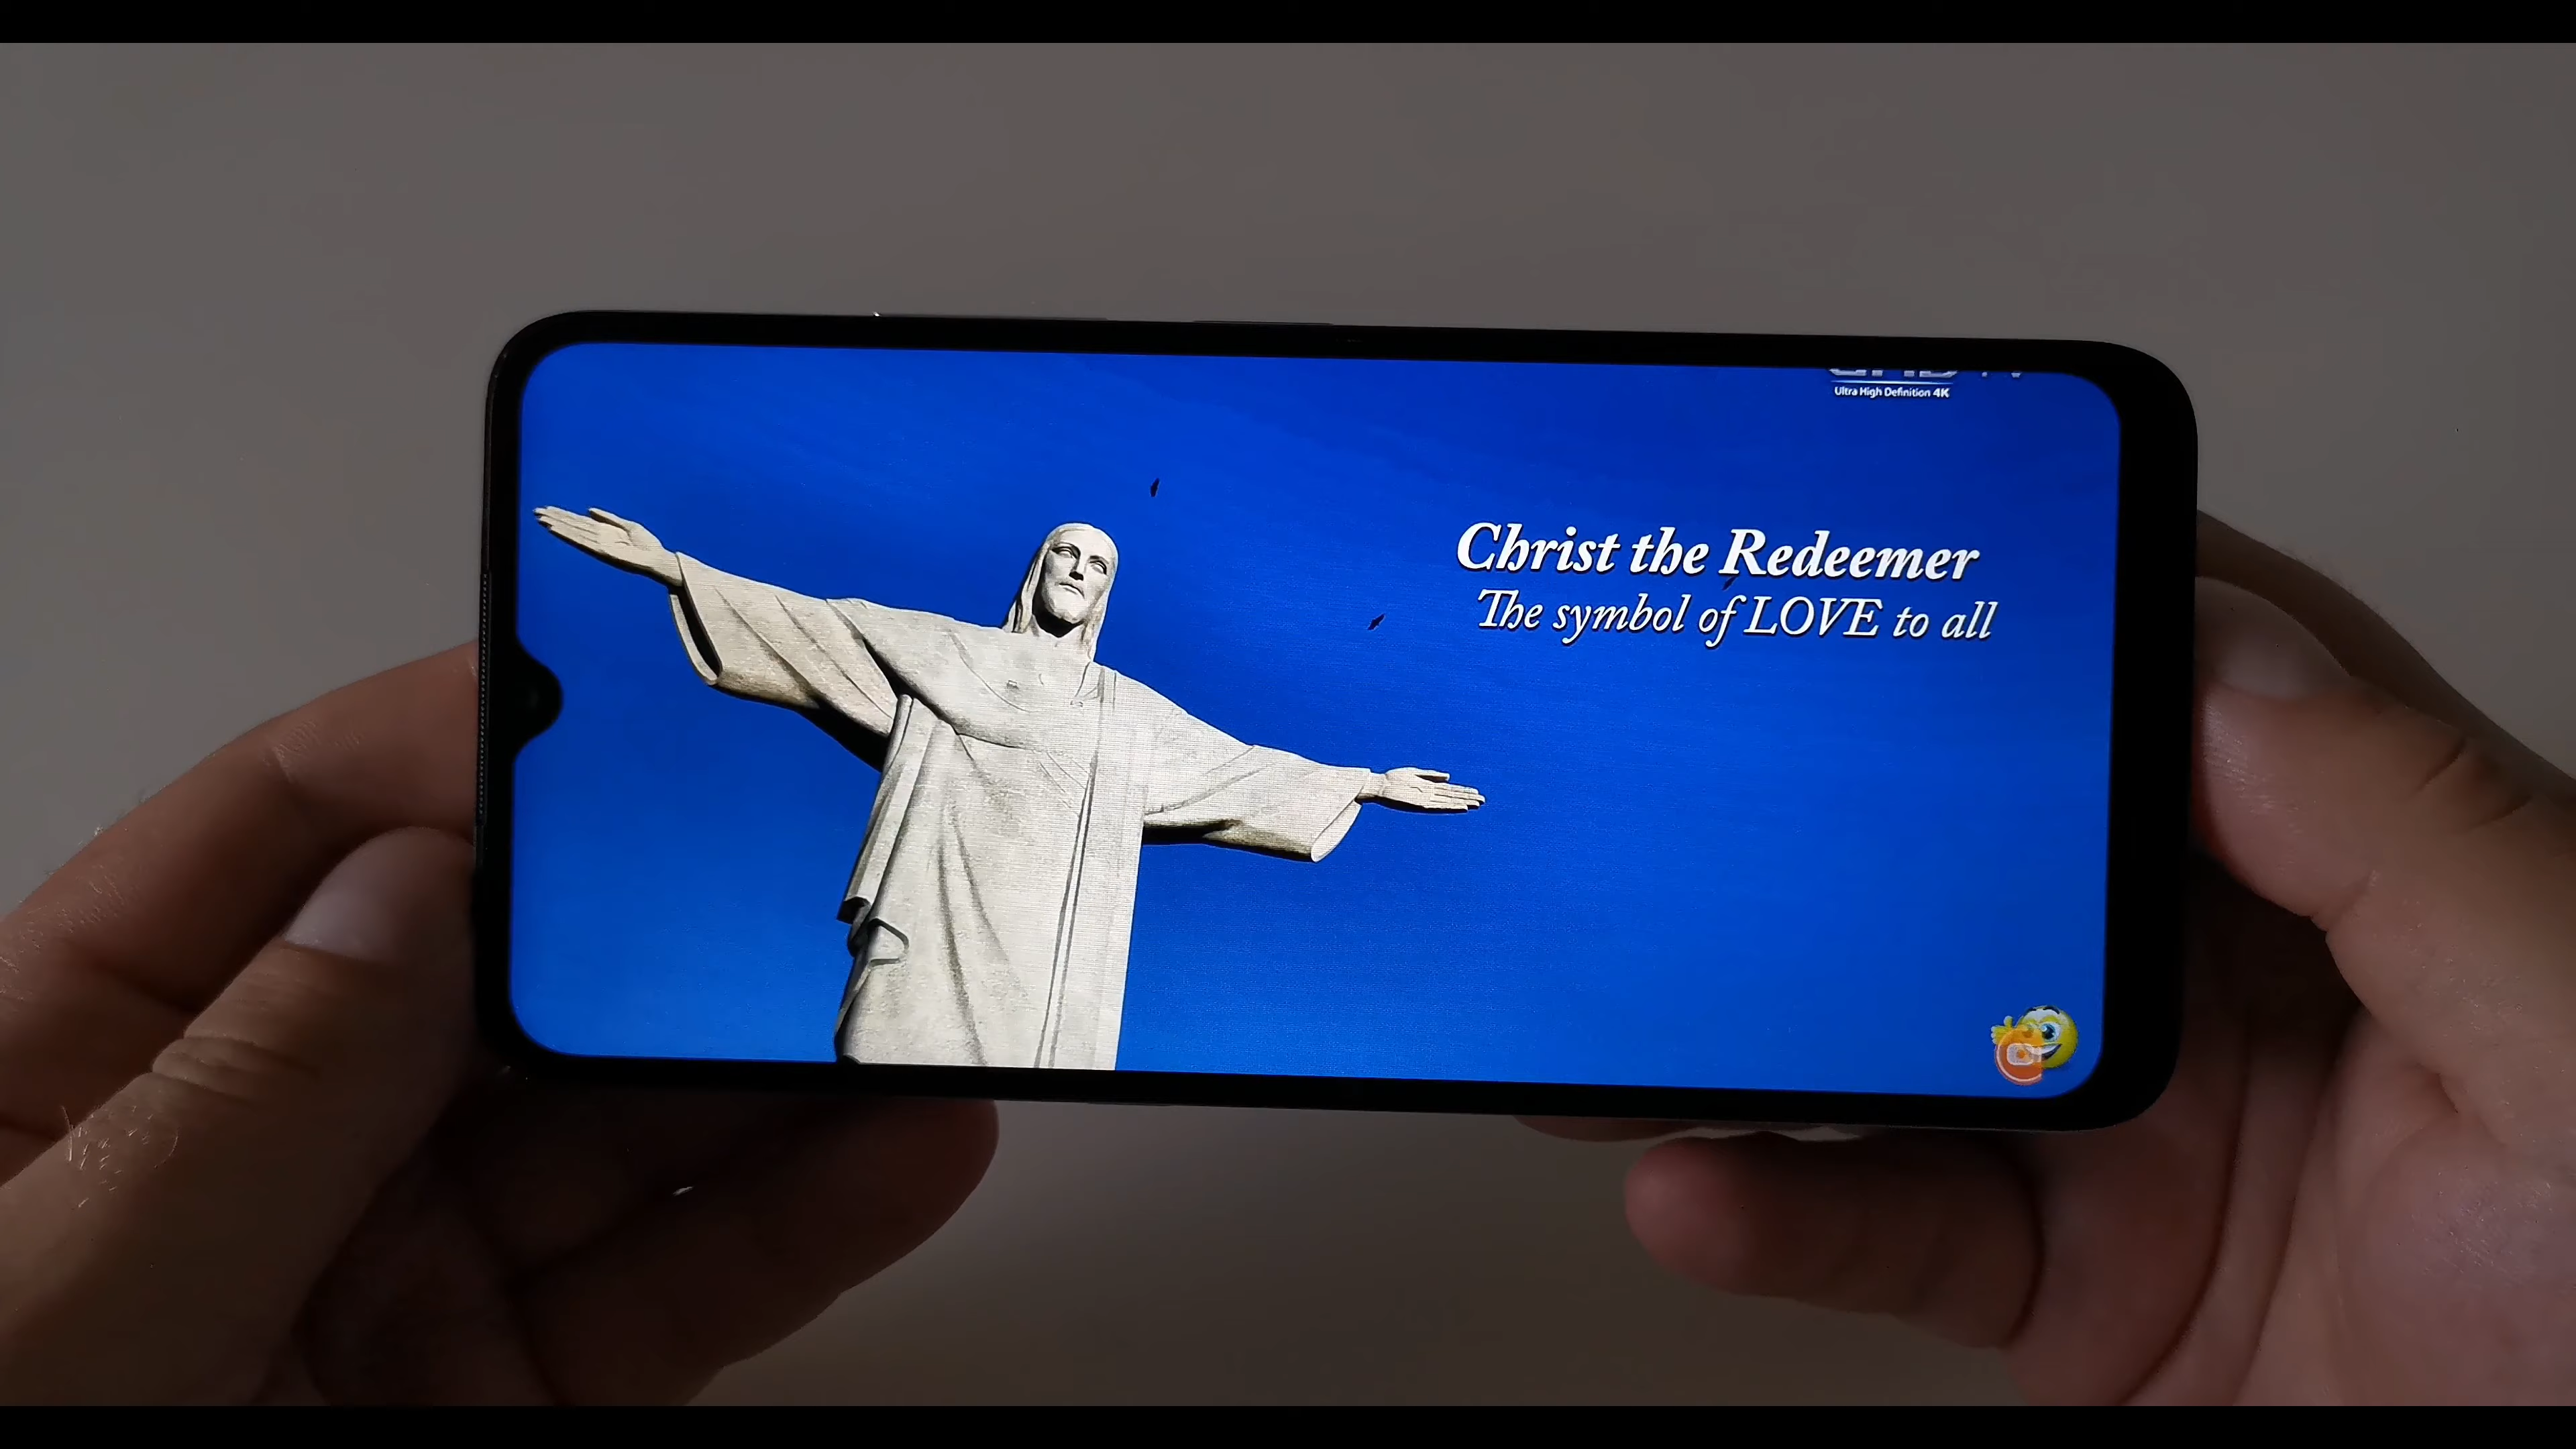 Ultra High Definition 4K
Christ the Redeemer
The symbol of LOVE to all